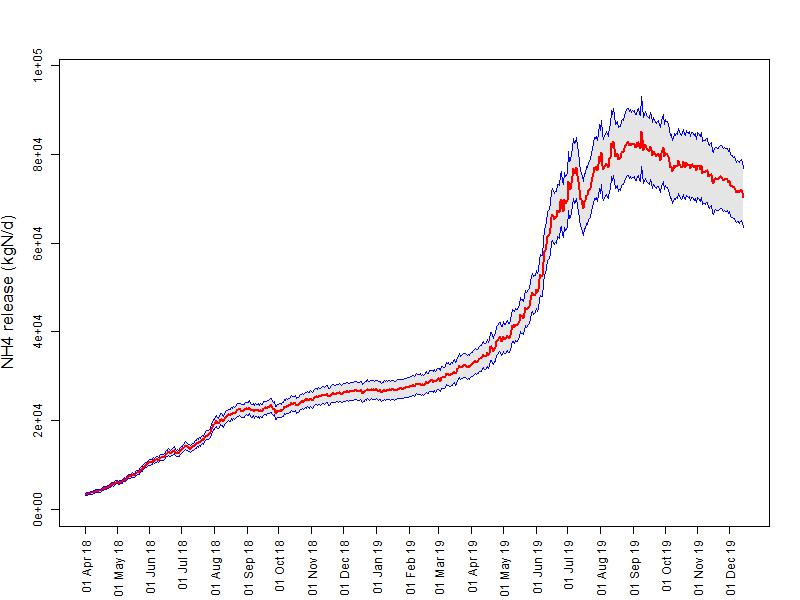 NH4 release (kgN/d)
1e+05
8e+04
6e+04
4e+04
2e+04
0e+00
01 Apr 18
01 May 18
01 Jun 18
01 Jul 18
01 Aug 18
01 Sep 18
01 Oct 18
01 Nov 18
01 Dec 18
01 Jan 19
01 Feb 19
01 Mar 19
01 Apr 19
01 May 19
01 Jun 19
01 Jul 19
01 Aug 19
01 Sep 19
01 Oct 19
01 Nov 19
01 Dec 19